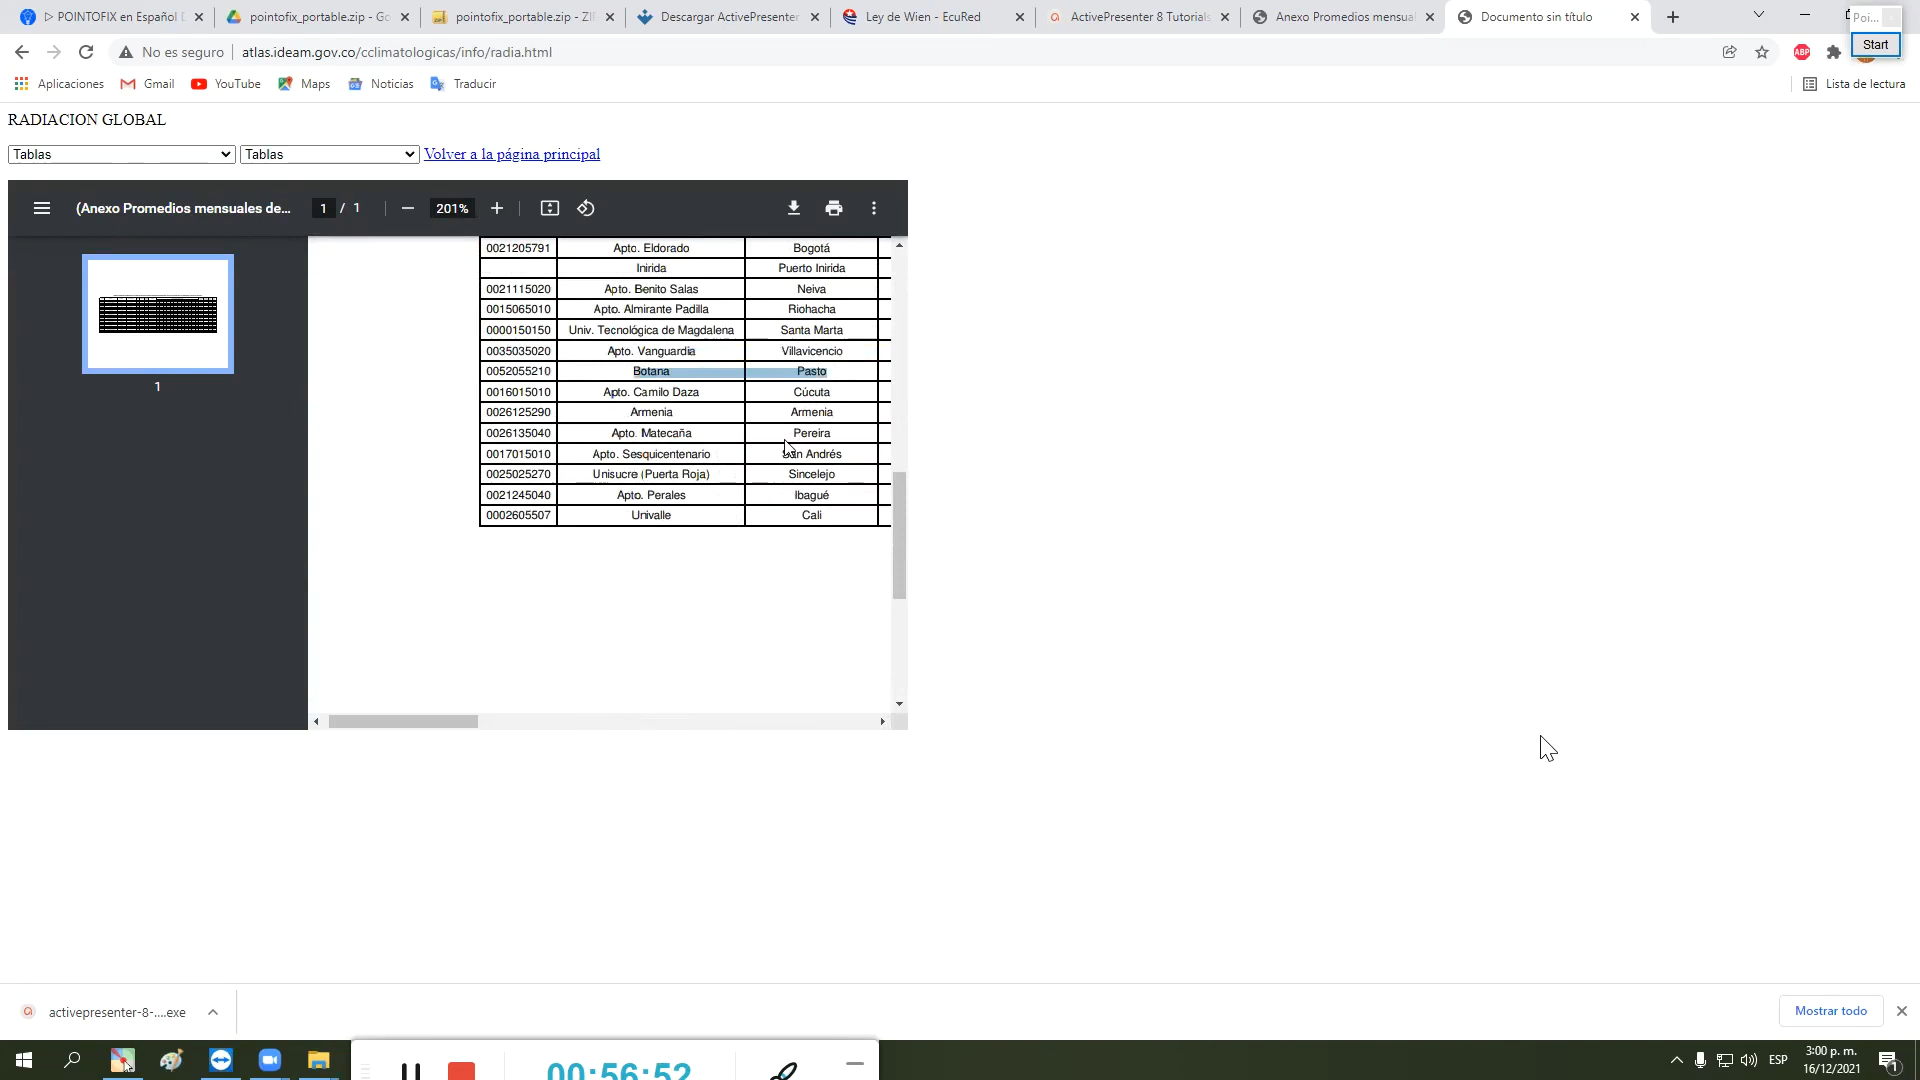 ▷ POINTOFIX en Español D
pointofix_portable.zip - Go
pointofix_portable.zip - ZIF
Descargar ActivePresenter
Ley de Wien - EcuRed
ActivePresenter 8 Tutorials
Anexo Promedios mensual
Documento sin título
Poi...
Start
No es seguro
atlas.ideam.gov.co/cclimatologicas/info/radia.html
ABP
Aplicaciones
Gmail
YouTube
Maps
Noticias
Traducir
Lista de lectura
RADIACION GLOBAL
Tablas
Tablas
Volver a la página principal
(Anexo Promedios mensuales de...
1 / 1
201%
1
0021205791 Apto. Eldorado Bogotá
Inirida Puerto Inirida
0021115020 Apto. Benito Salas Neiva
0015065010 Apto. Almirante Padilla Riohacha
0000150150 Univ. Tecnológica de Magdalena Santa Marta
0035035020 Apto. Vanguardia Villavicencio
0052055210 Botana Pasto
0016015010 Apto. Camilo Daza Cúcuta
0026125290 Armenia Armenia
0026135040 Apto. Matecaña Pereira
0017015010 Apto. Sesquicentenario San Andrés
0025025270 Unisucre (Puerta Roja) Sincelejo
0021245040 Apto. Perales Ibagué
0002605507 Univalle Cali
activepresenter-8-....exe
Mostrar todo
00:56:52
ESP
3:00 p. m.
16/12/2021
1